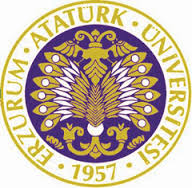 ERZURUM · ATATÜRK · ÜNİVERSİTESİ
· 1957 ·